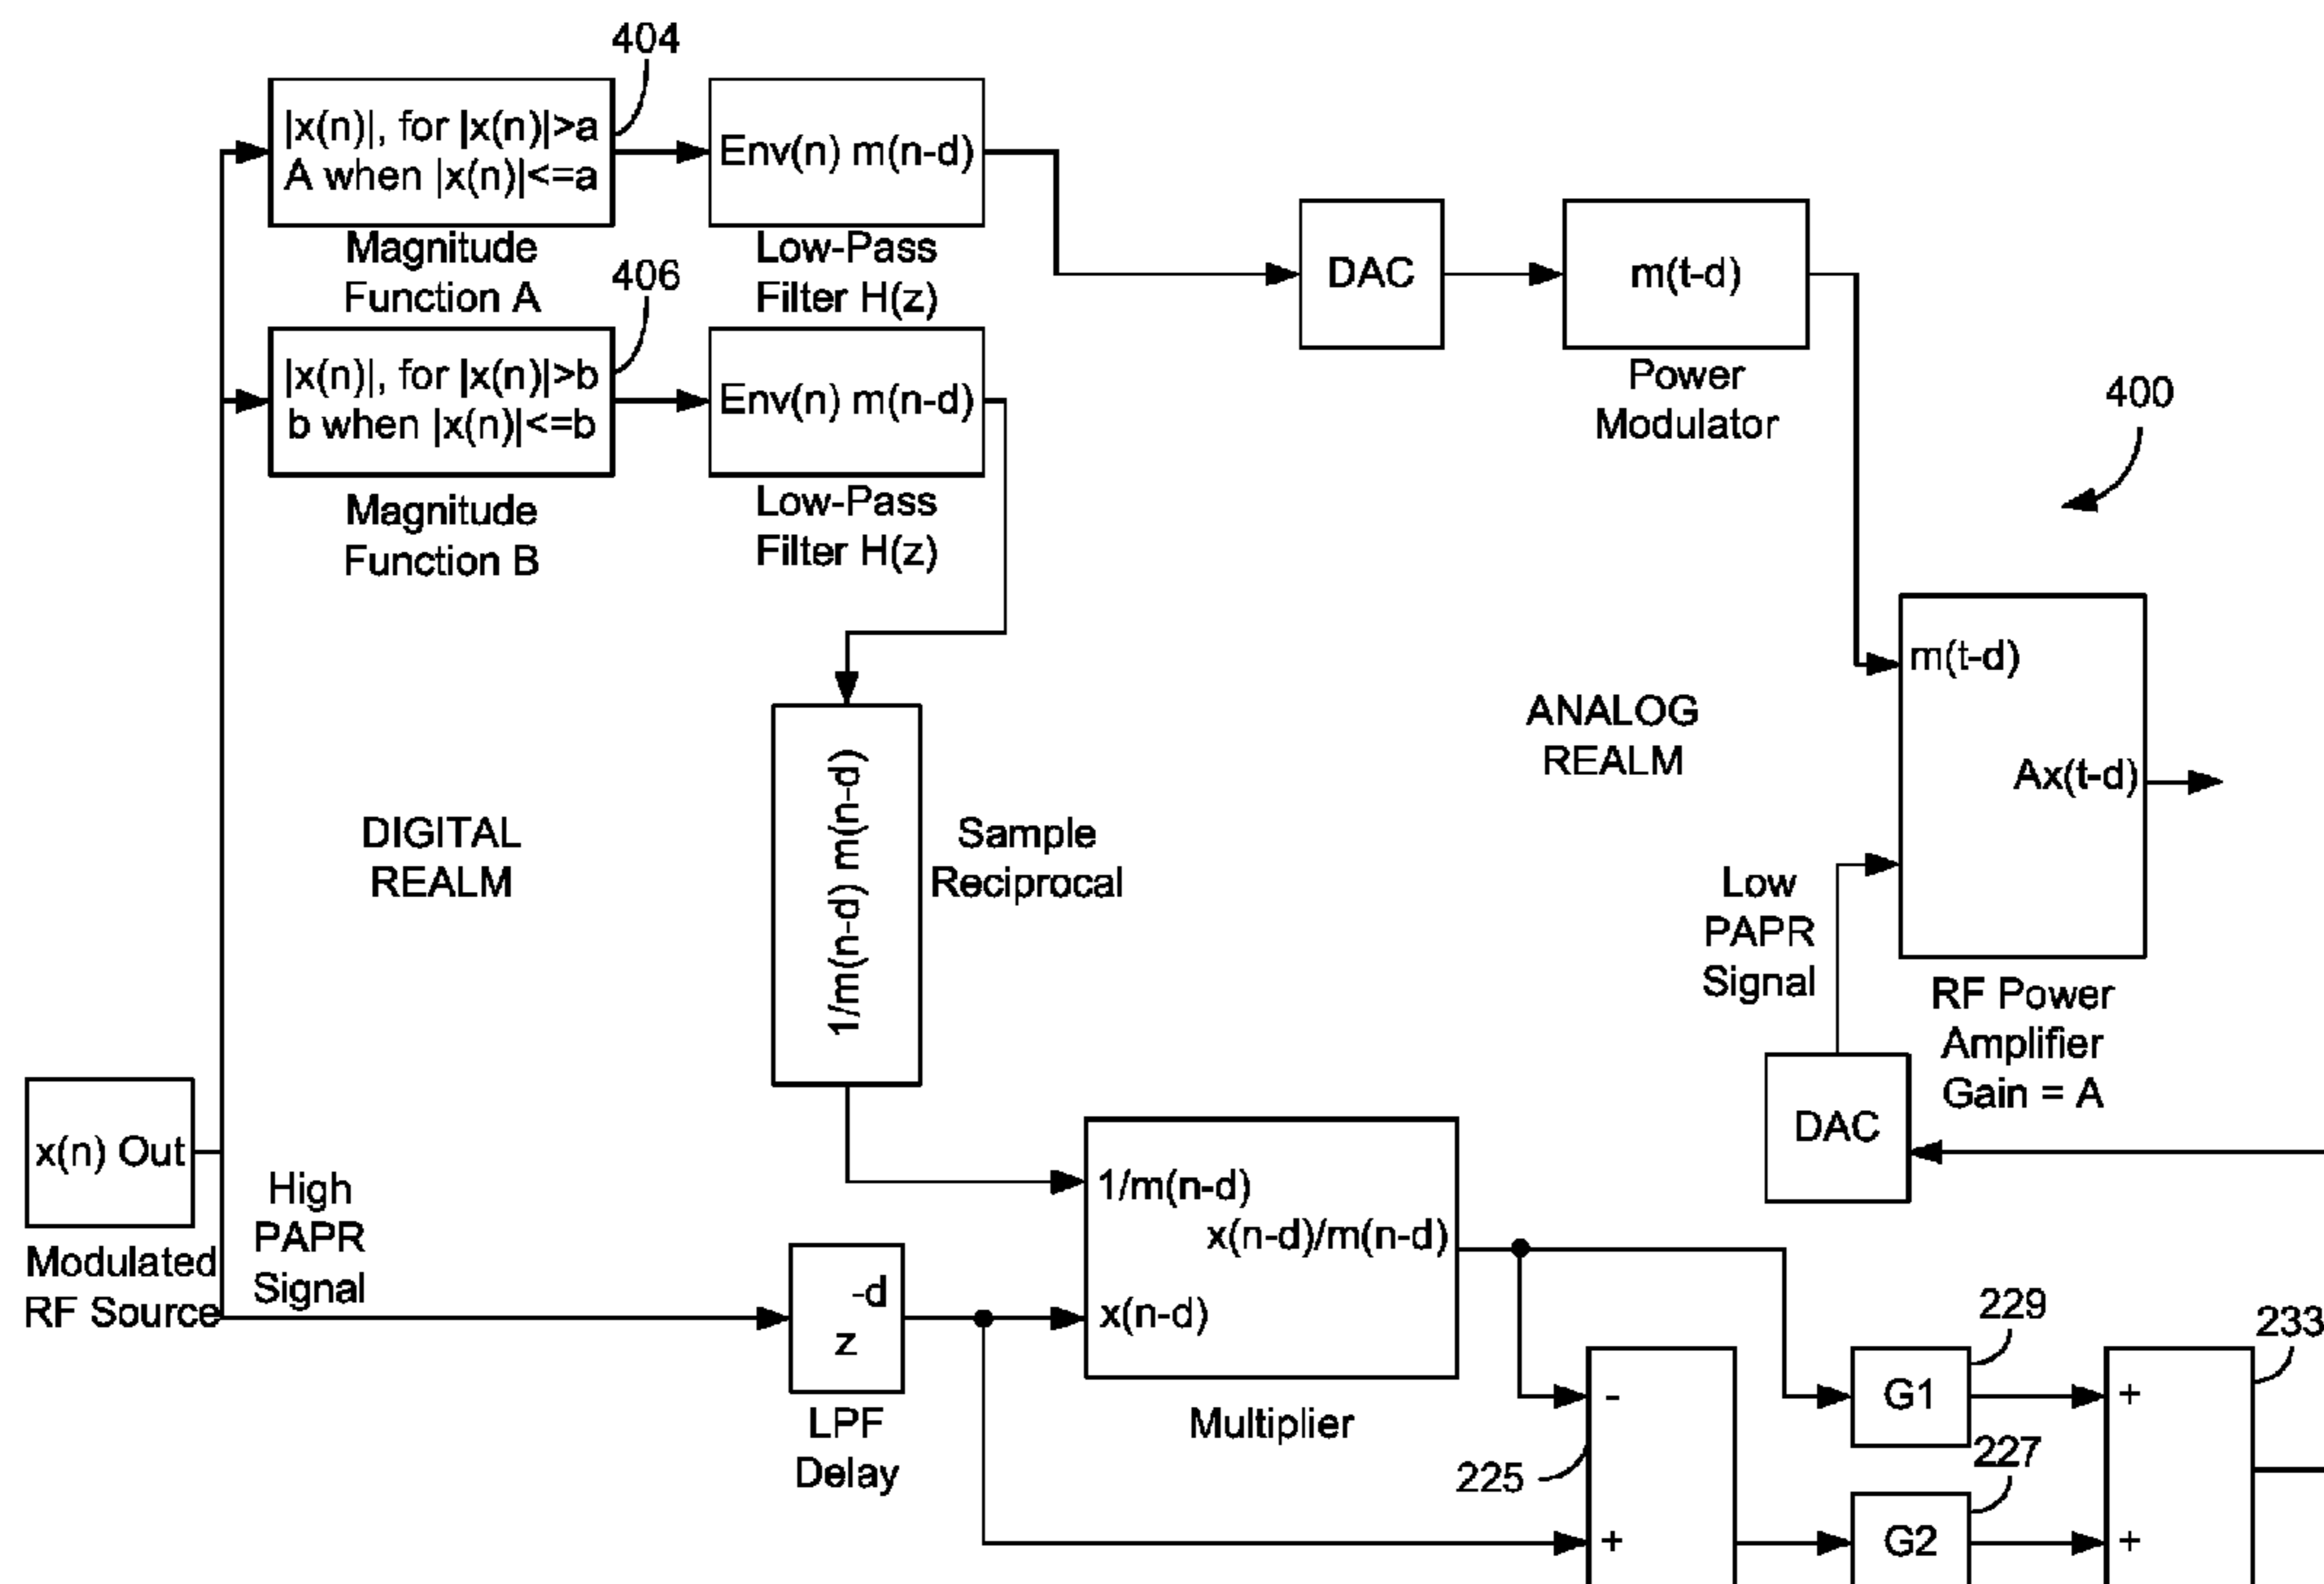 404
|x(n)|, for |x(n)|>a
A when |x(n)|<=a
Magnitude
Function A
Env(n) m(n-d)
Low-Pass
Filter H(z)
DAC
m(t-d)
Power
Modulator
406
|x(n)|, for |x(n)|>b
b when |x(n)|<=b
Magnitude
Function B
Env(n) m(n-d)
Low-Pass
Filter H(z)
400
DIGITAL
REALM
1/m(n-d) m(n-d)
Sample
Reciprocal
ANALOG
REALM
m(t-d)
Ax(t-d)
RF Power
Amplifier
Gain = A
Low
PAPR
Signal
DAC
x(n) Out
Modulated
RF Source
High
PAPR
Signal
-d
z
LPF
Delay
1/m(n-d)
x(n-d)/m(n-d)
x(n-d)
Multiplier
225
-
+
229
G1
227
G2
233
+
+